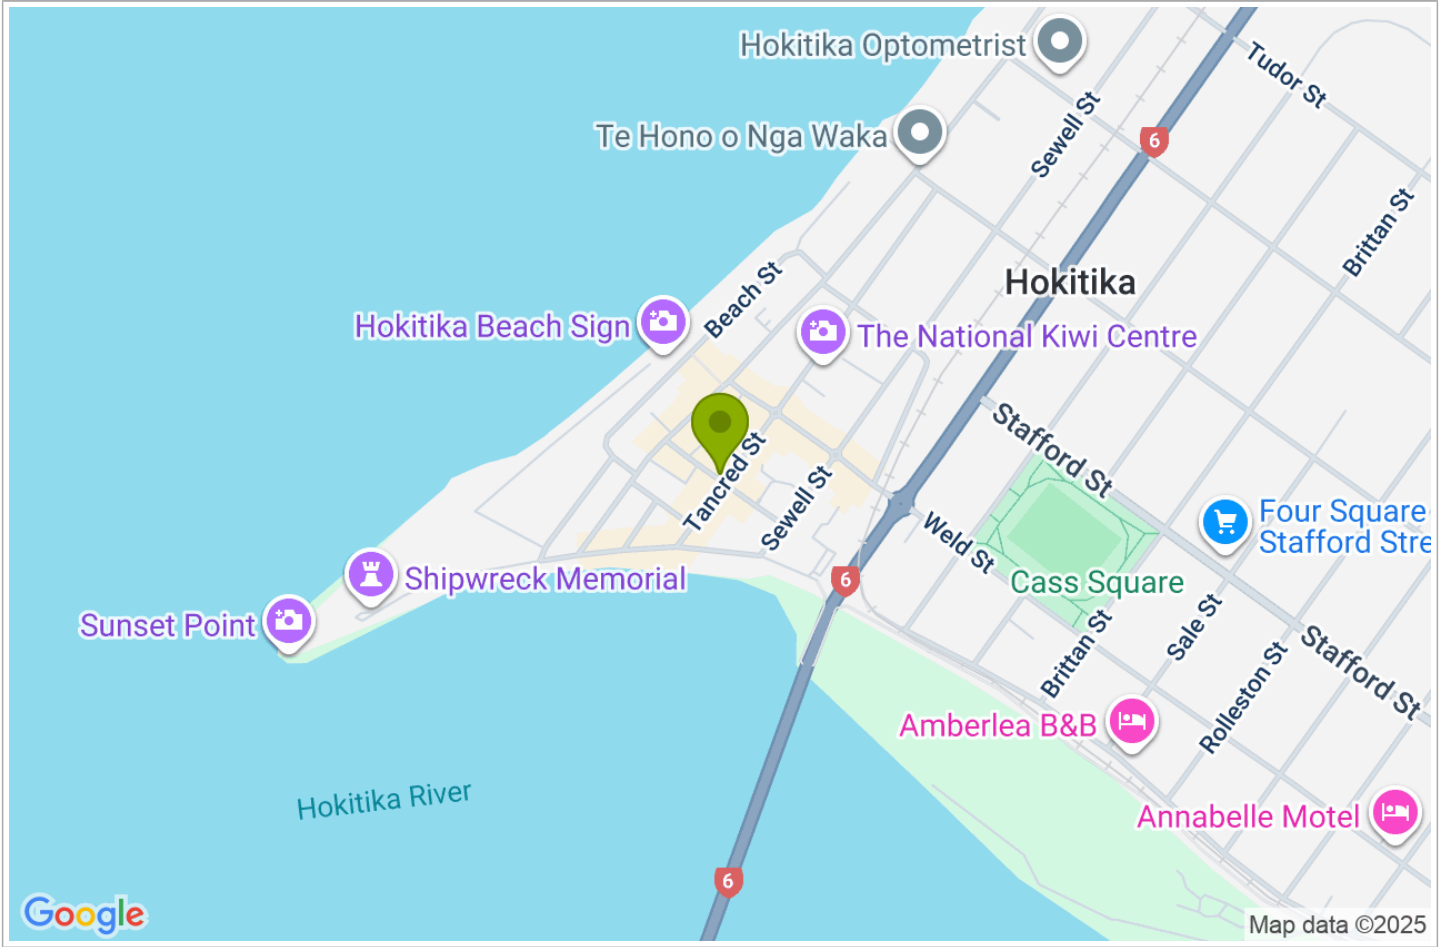 Hokitika Optometrist
Tudor St
Sewell St
Te Hono o Nga Waka
6
Brittan St
Beach St
Hokitika
Hokitika Beach Sign
The National Kiwi Centre
Stafford St
Tancred St
Sewell St
Four Square
Stafford Stre
Weld St
Cass Square
6
Shipwreck Memorial
Sunset Point
Sale St
Brittan St
Stafford St
Rolleston St
Amberlea B&B
Hokitika River
Annabelle Motel
6
Google
Map data ©2025